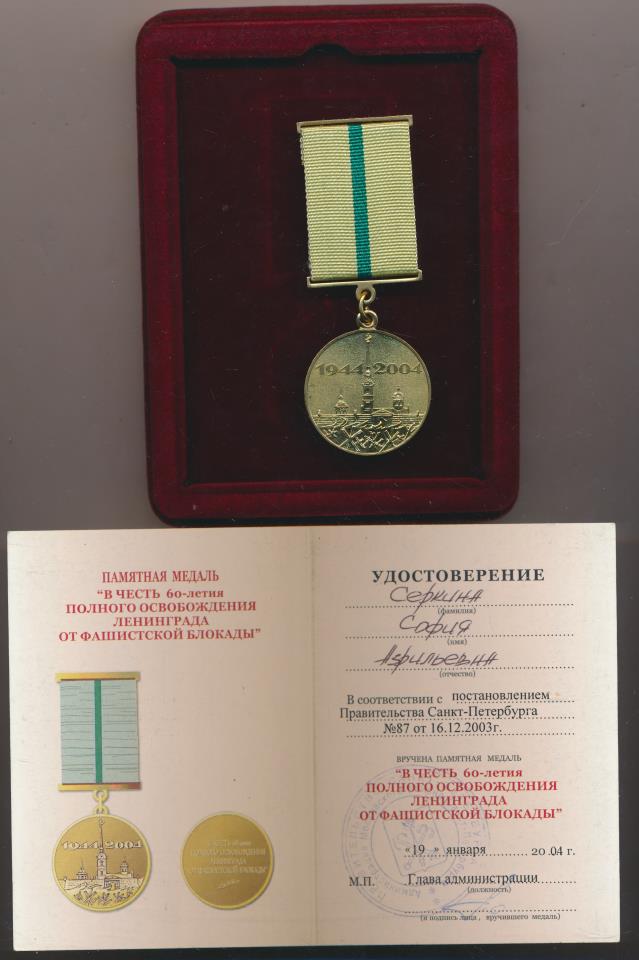 1944 2004
ПАМЯТНАЯ МЕДАЛЬ
"В ЧЕСТЬ 60-летия
ПОЛНОГО ОСВОБОЖДЕНИЯ
ЛЕНИНГРАДА
ОТ ФАШИСТСКОЙ БЛОКАДЫ"
1944 2004
УДОСТОВЕРЕНИЕ
Серкина
(фамилия)
София
(имя)
(отчество)
В соответствии с постановлением
Правительства Санкт-Петербурга
№87 от 16.12.2003г.
ВРУЧЕНА ПАМЯТНАЯ МЕДАЛЬ
"В ЧЕСТЬ 60-летия
ПОЛНОГО ОСВОБОЖДЕНИЯ
ЛЕНИНГРАДА
ОТ ФАШИСТСКОЙ БЛОКАДЫ"
«19 » января 20 04 г.
М.П. Глава администрации
(должность)
(и подпись лица , вручившего медаль)